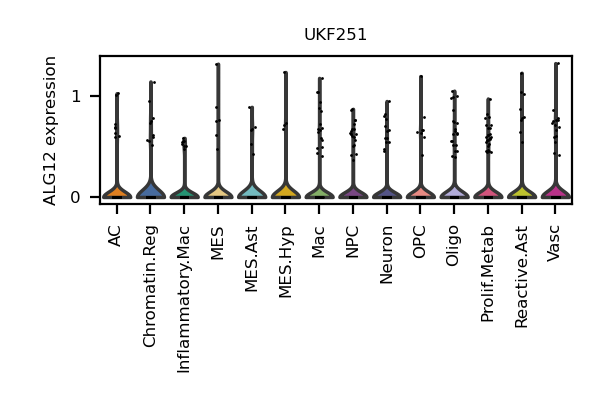 UKF251
ALG12 expression
1
0
AC
Chromatin.Reg
Inflammatory.Mac
MES
MES.Ast
MES.Hyp
Mac
NPC
Neuron
OPC
Oligo
Prolif.Metab
Reactive.Ast
Vasc